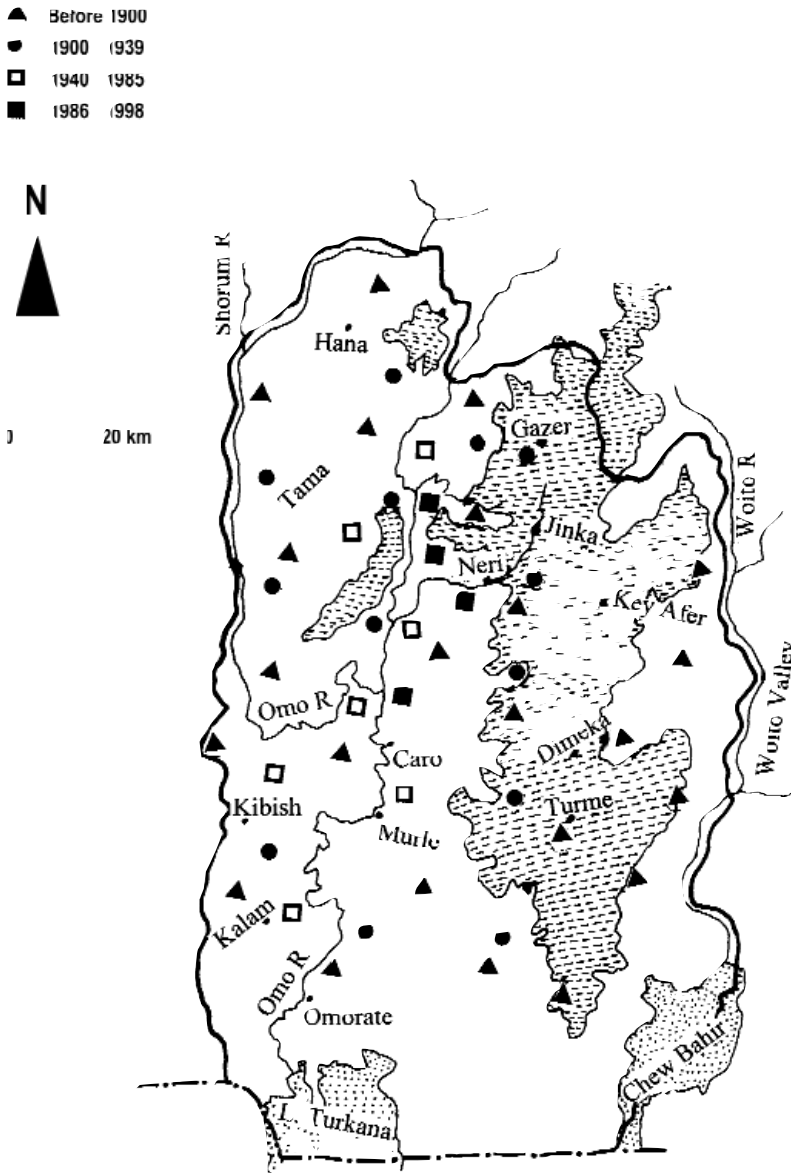 Before 1900
1900 1939
1940 1985
1986 1998
N
Shorum R
Hana
20 km
Gazer
Tama
Woito R
Jinka
Neri
Key Afer
Omo R
Woito Valley
Caro
Dimeka
Kibish
Turme
Murle
Kalam
Omo R
Omorate
Chew Bahir
L. Turkana